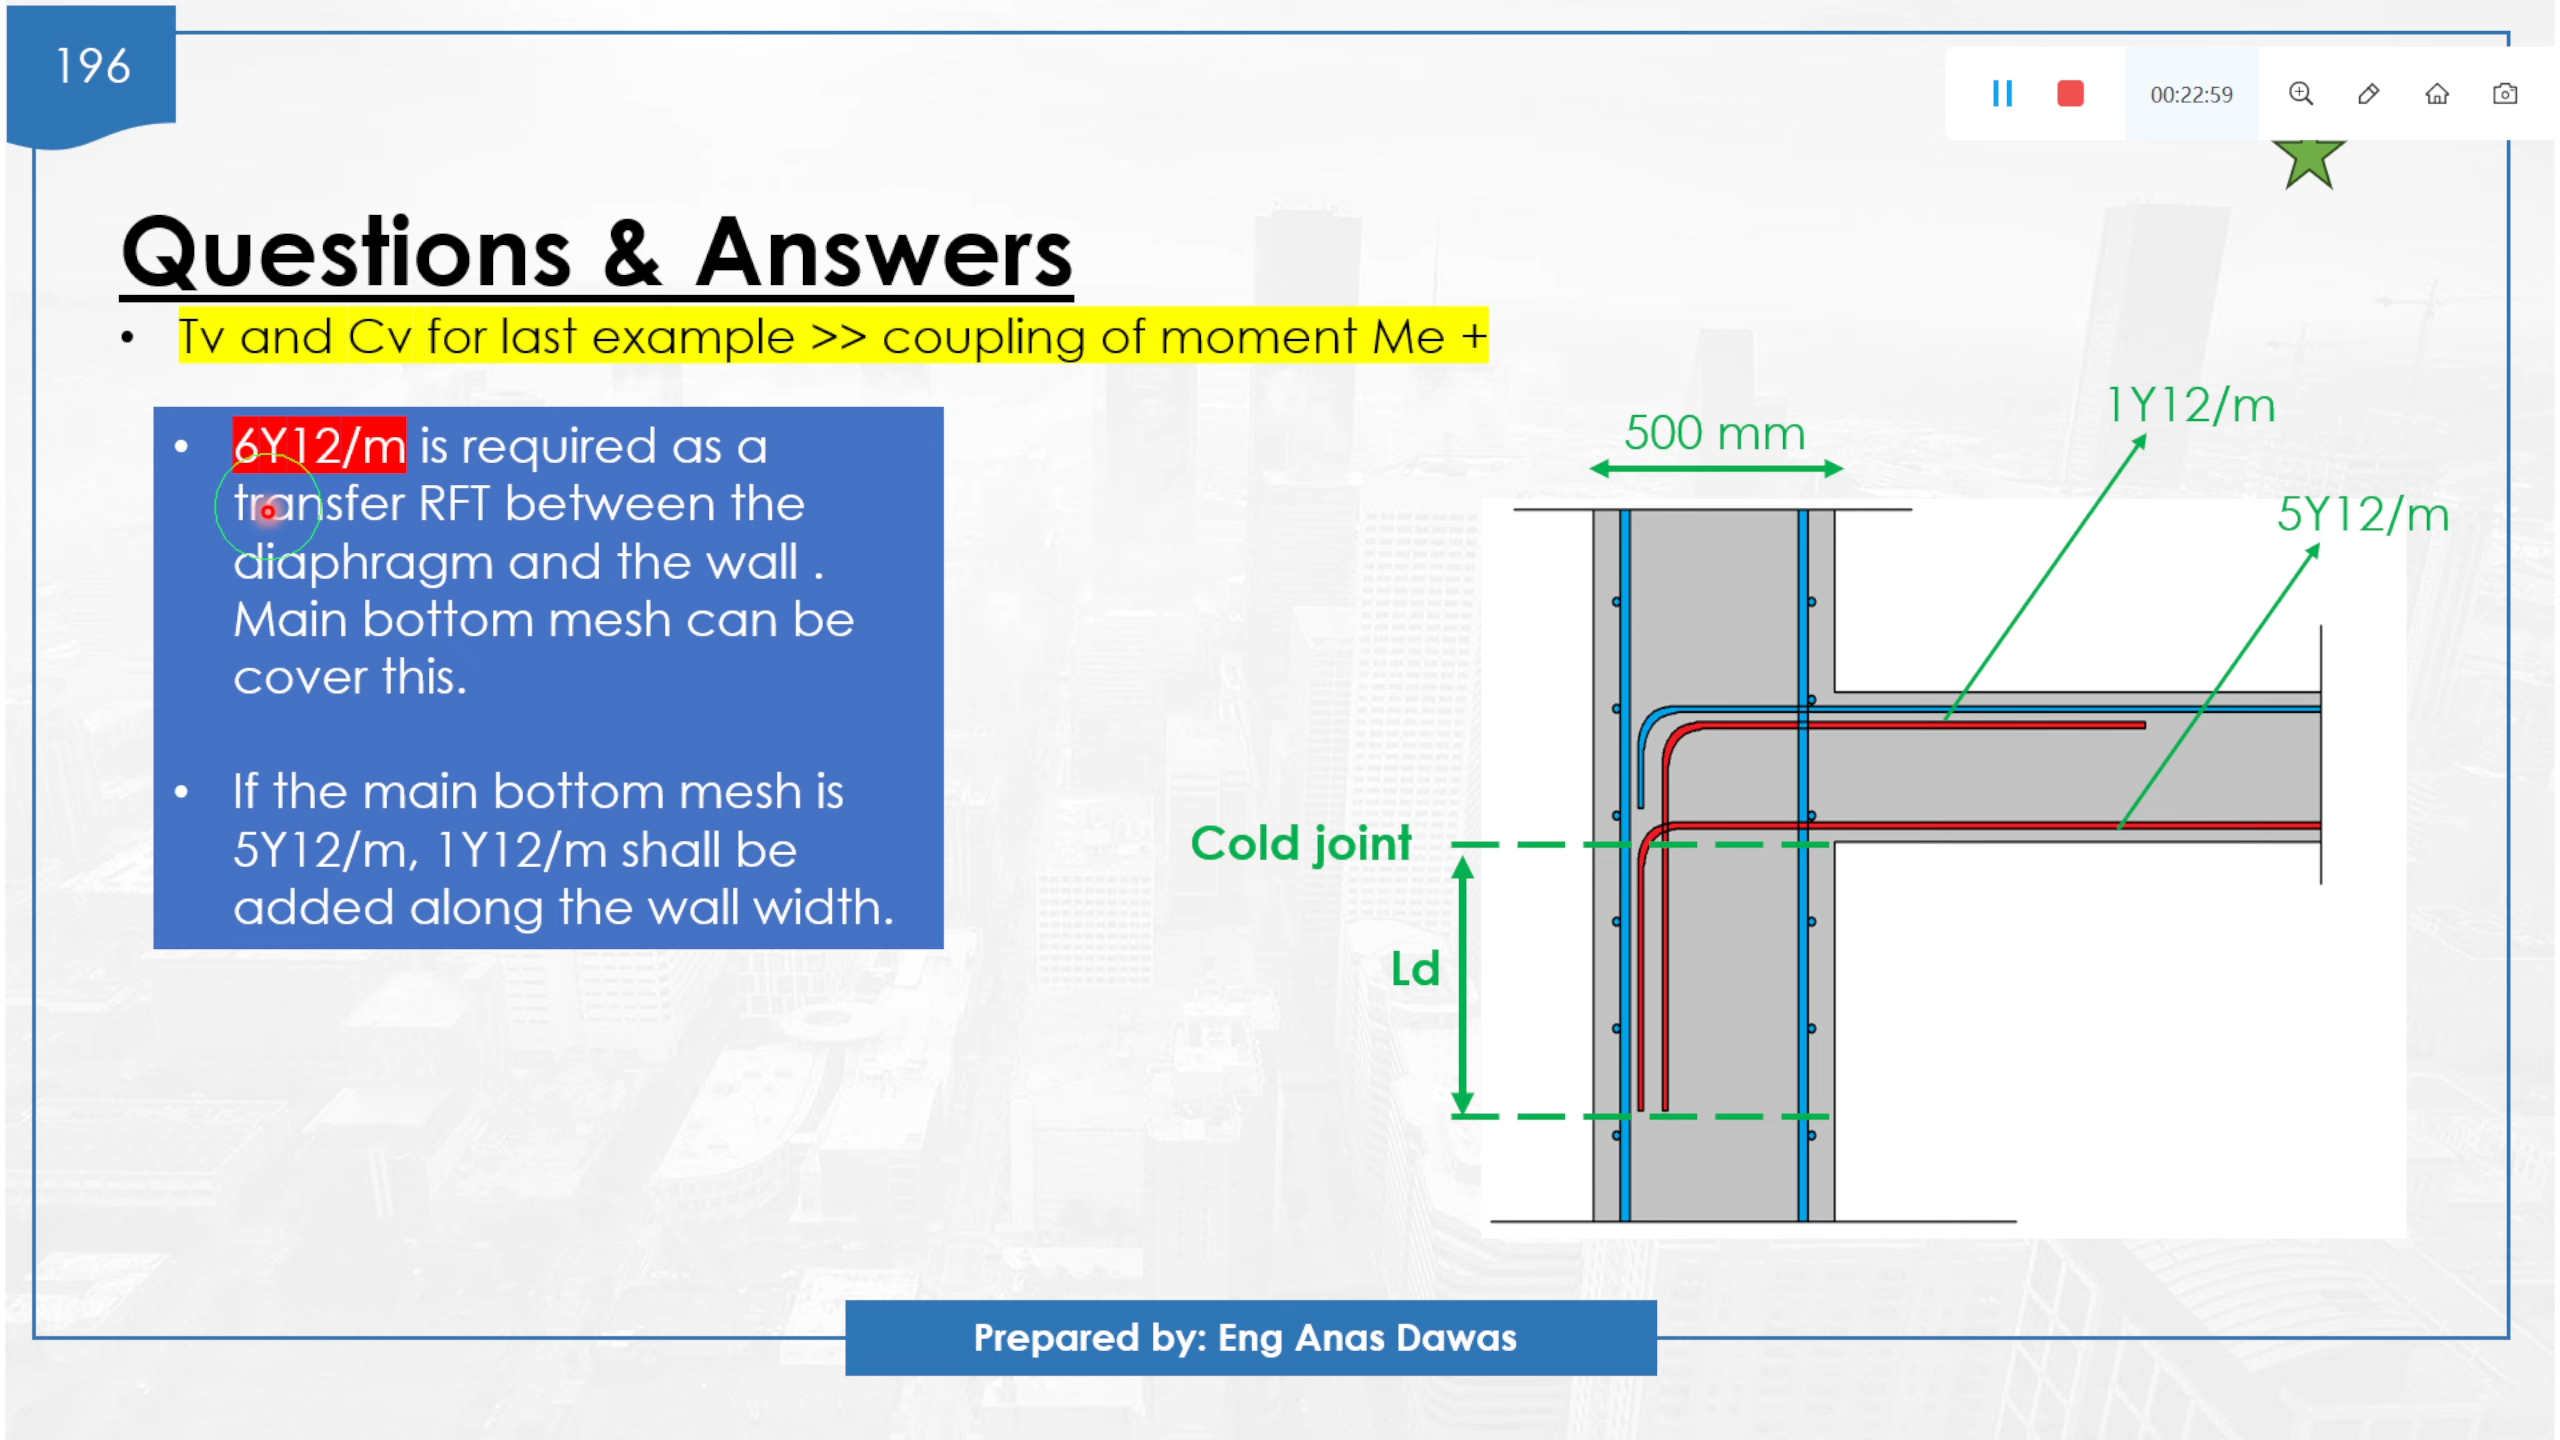 196
00:22:59
Questions & Answers
• Tv and Cv for last example >> coupling of moment Me +
• 6Y12/m is required as a
transfer RFT between the
diaphragm and the wall .
Main bottom mesh can be
cover this.
• If the main bottom mesh is
5Y12/m, 1Y12/m shall be
added along the wall width.
1Y12/m
500 mm
5Y12/m
Cold joint
Ld
Prepared by: Eng Anas Dawas